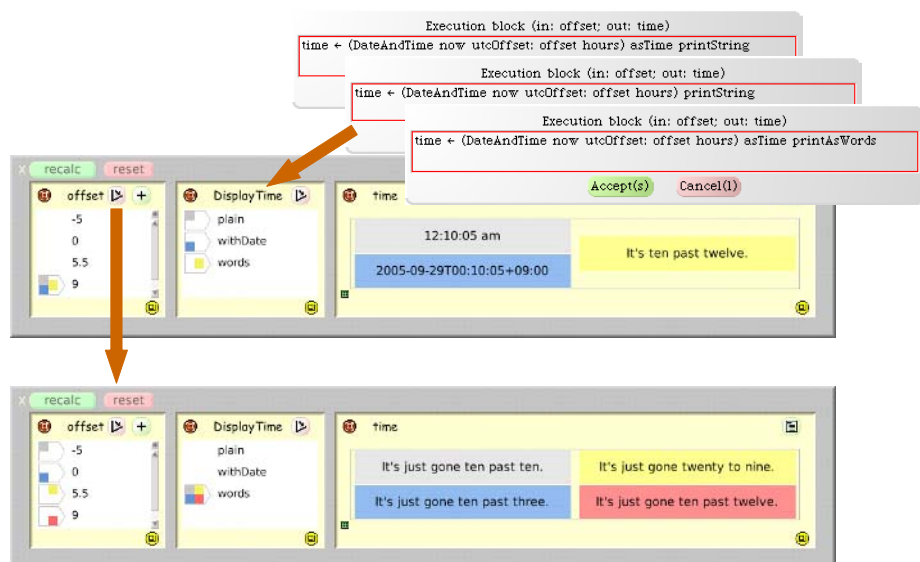 Execution block (in: offset; out: time)
time ← (DateAndTime now utcOffset: offset hours) asTime printString
Execution block (in: offset; out: time)
time ← (DateAndTime now utcOffset: offset hours) printString
Execution block (in: offset; out: time)
time ← (DateAndTime now utcOffset: offset hours) asTime printAsWords
Accept(s) Cancel(l)
x recalc reset
offset + DisplayTime time
-5 plain
0 withDate
5.5 words
9
12:10:05 am
2005-09-29T00:10:05+09:00
It's ten past twelve.
x recalc reset
offset + DisplayTime time
-5 plain
0 withDate
5.5 words
9
It's just gone ten past ten. It's just gone twenty to nine.
It's just gone ten past three. It's just gone ten past twelve.